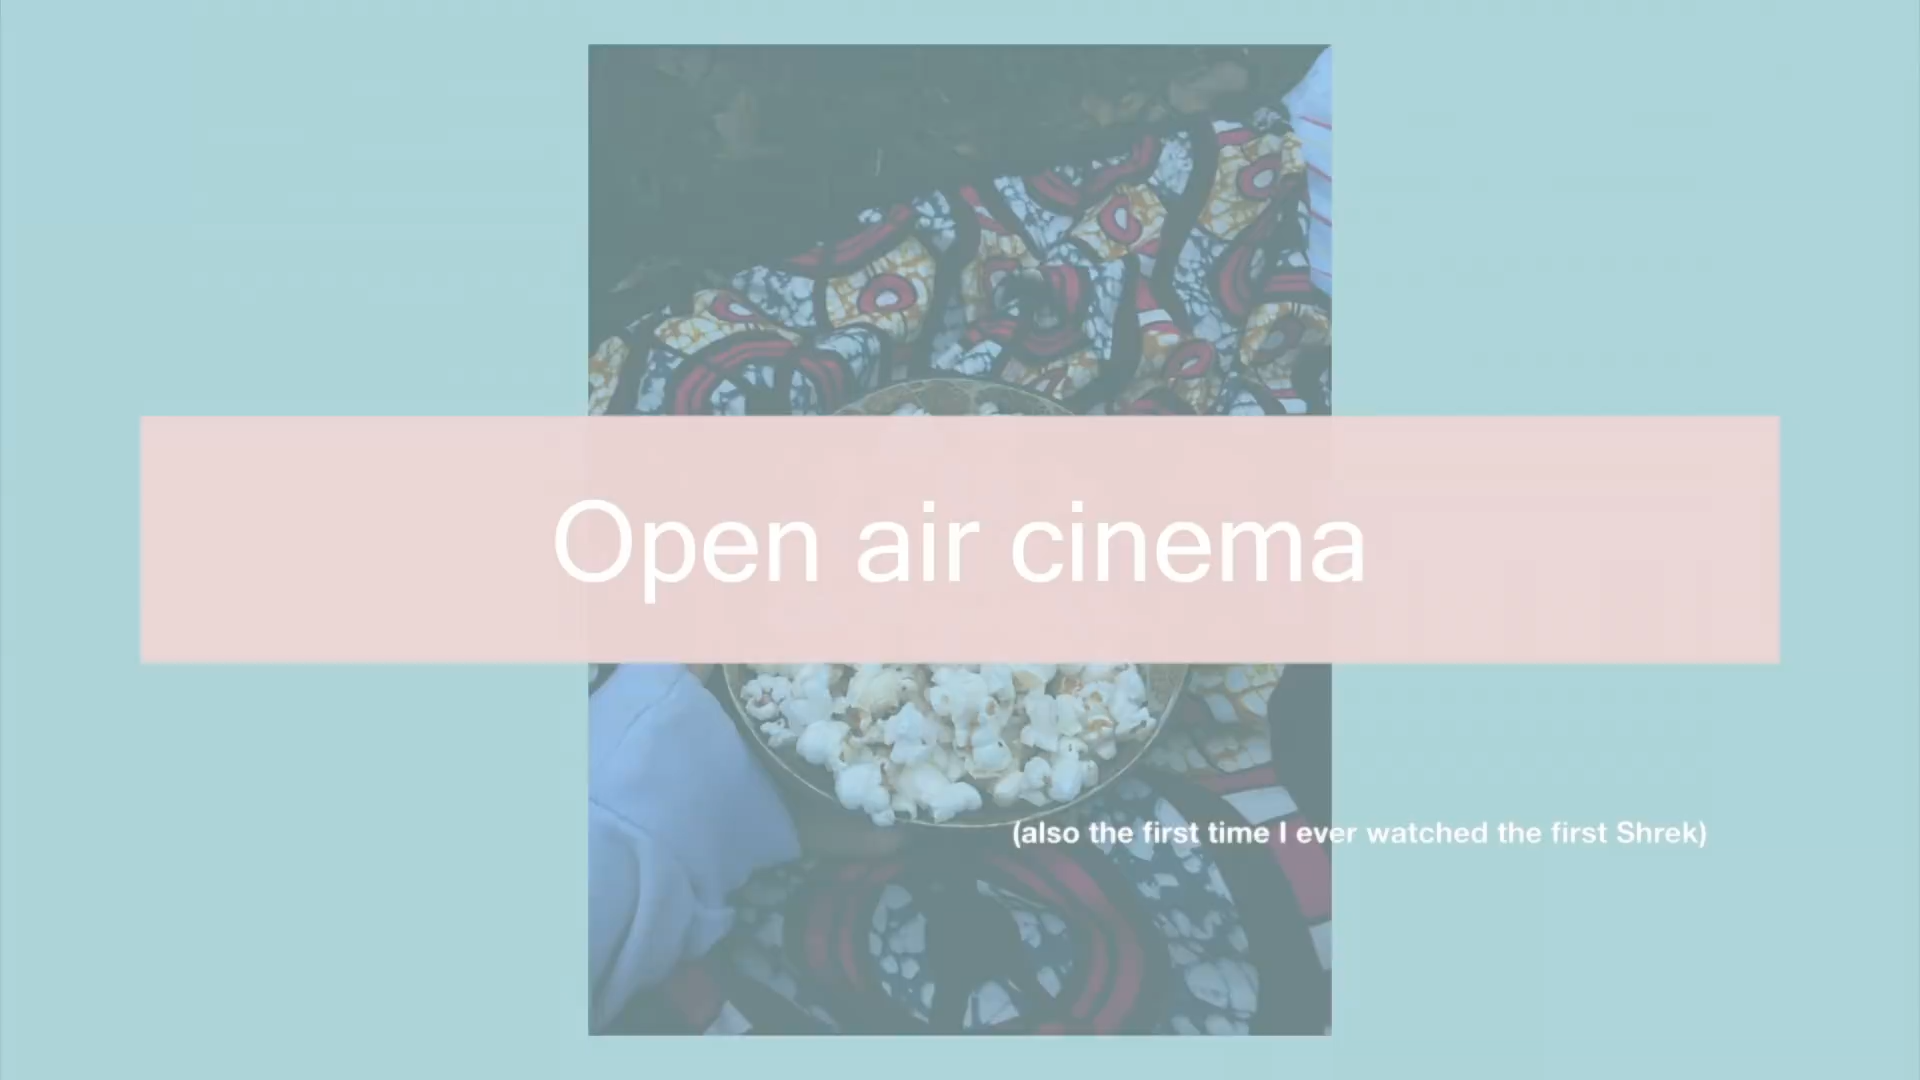 Open air cinema
(also the first time I ever watched the first Shrek)